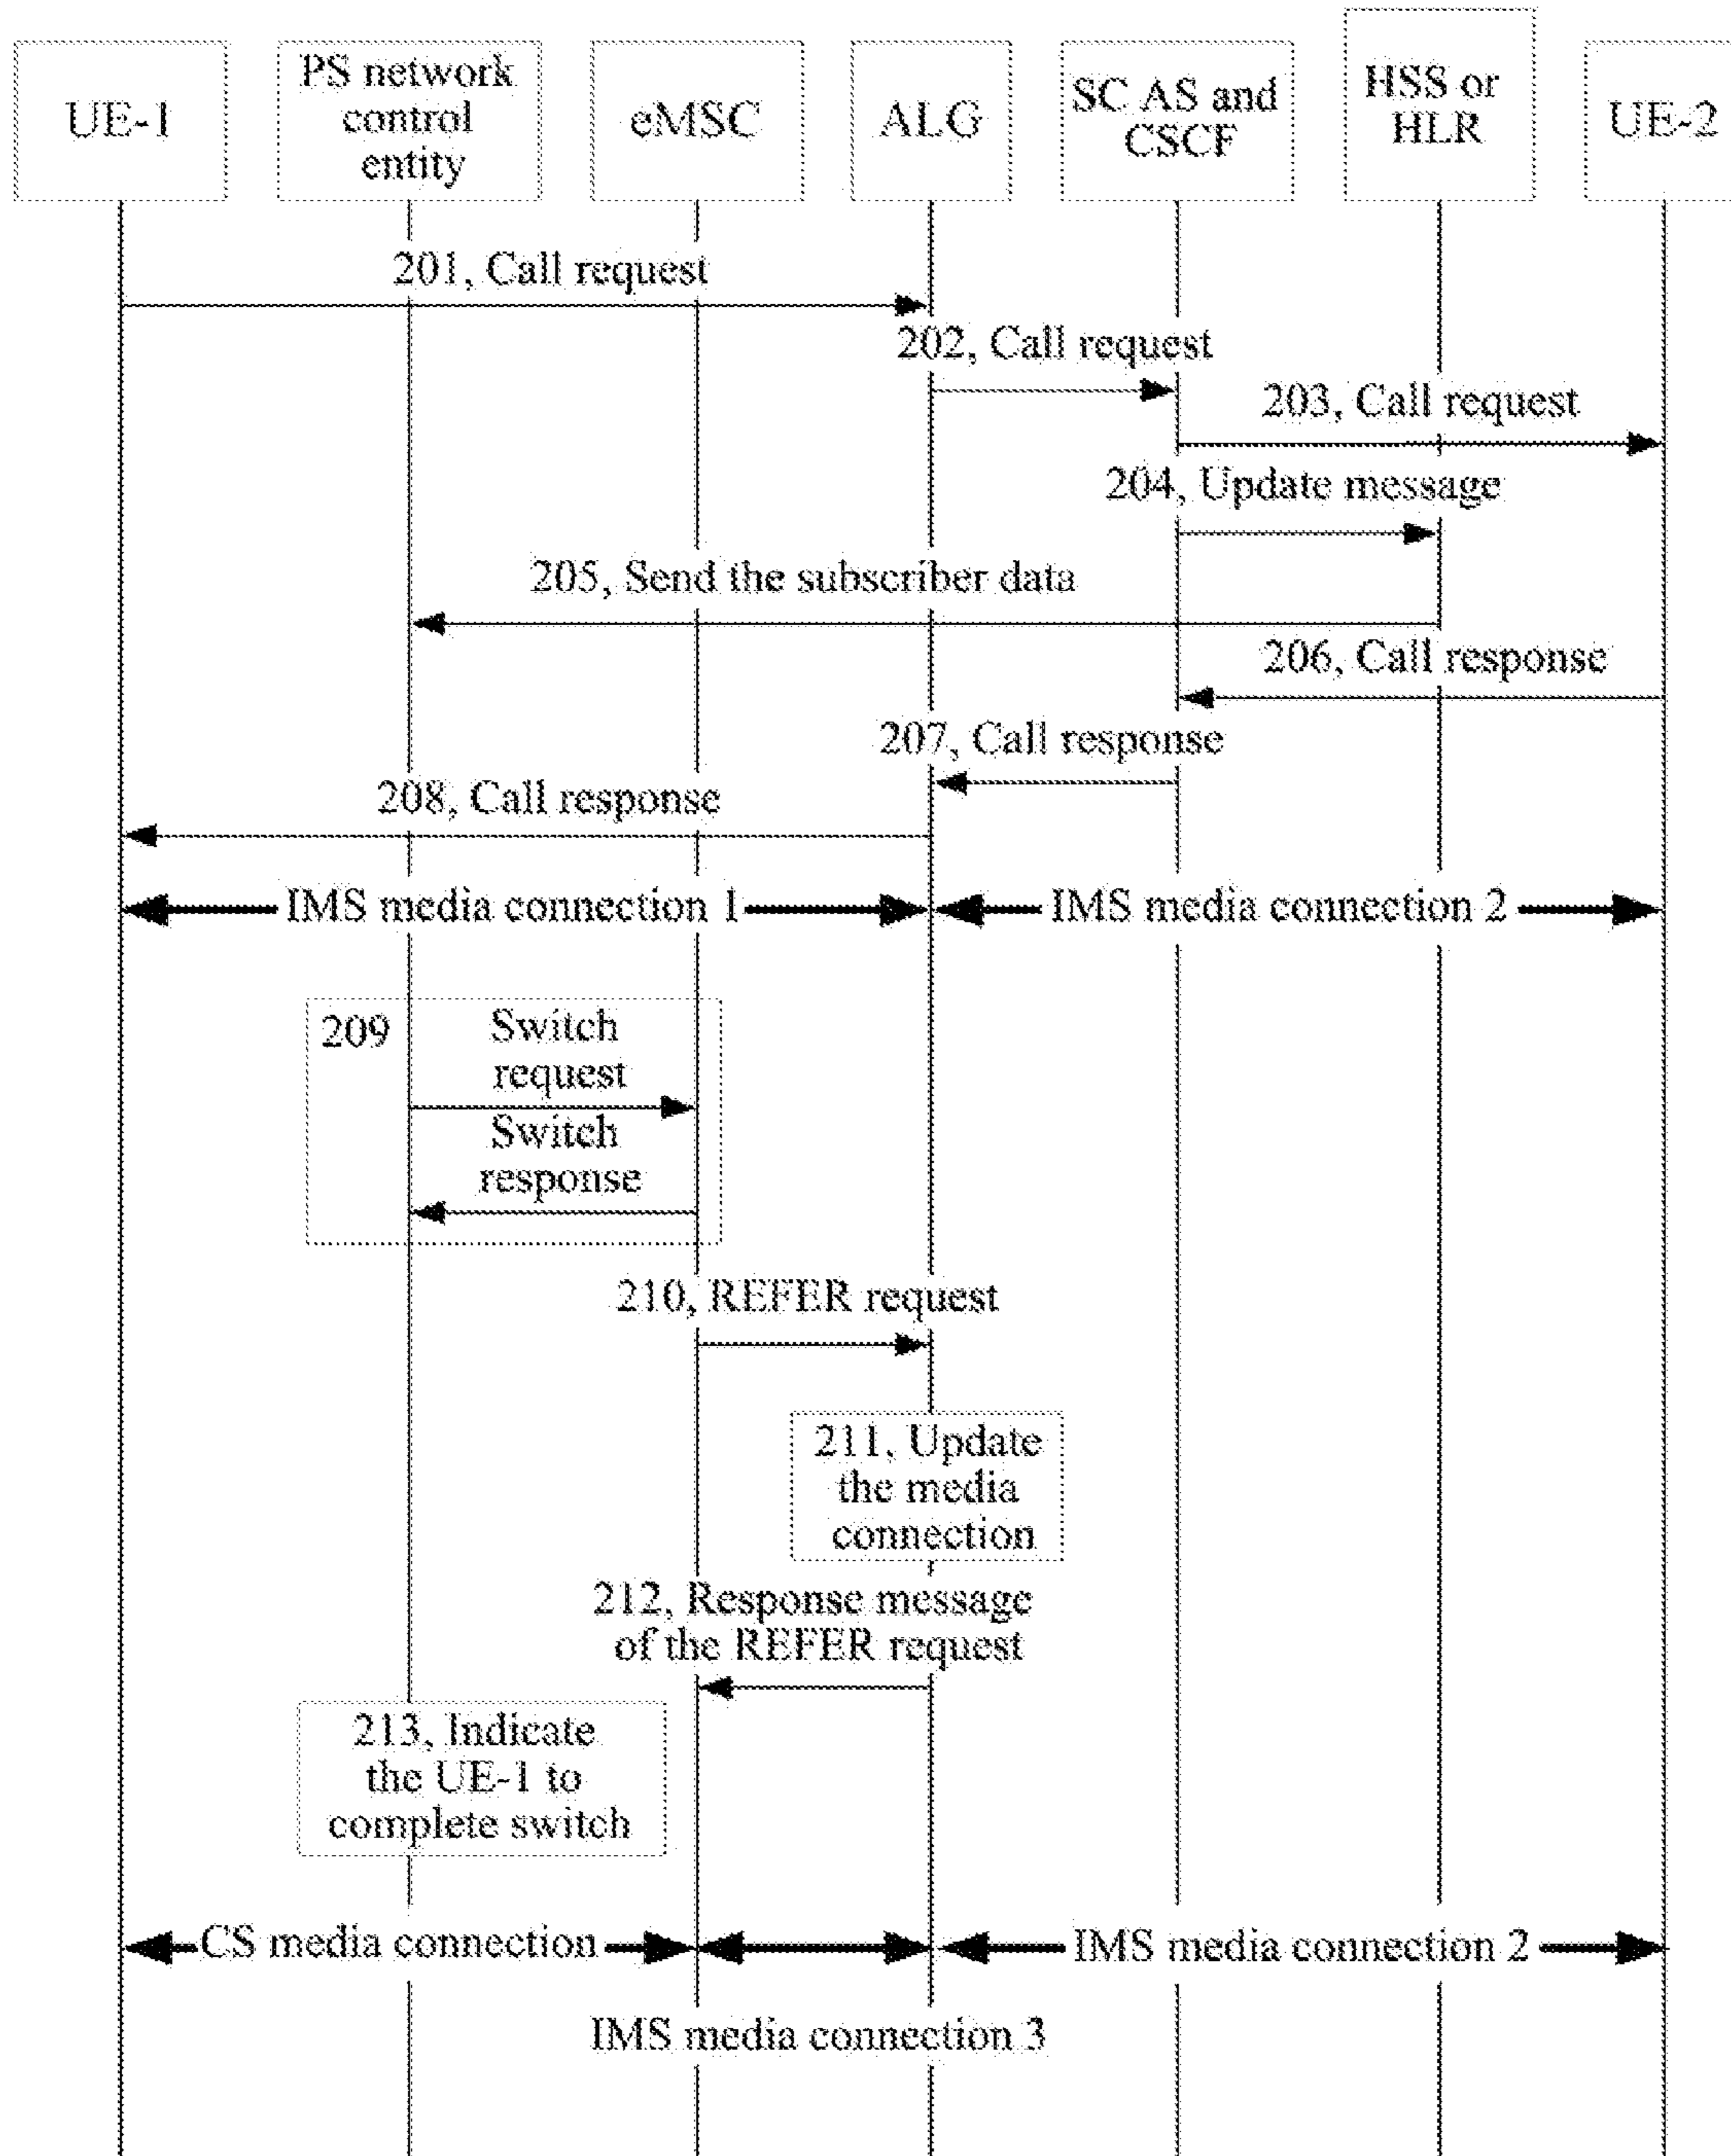 UE-1
PS network
control
entity
eMSC
ALG
SC AS and
CSCF
HSS or
HLR
UE-2
201, Call request
202, Call request
203, Call request
204, Update message
205, Send the subscriber data
206, Call response
207, Call response
208, Call response
IMS media connection 1
IMS media connection 2
209
Switch
request
Switch
response
210, REFER request
211, Update
the media
connection
212, Response message
of the REFER request
213, Indicate
the UE-1 to
complete switch
CS media connection
IMS media connection 2
IMS media connection 3